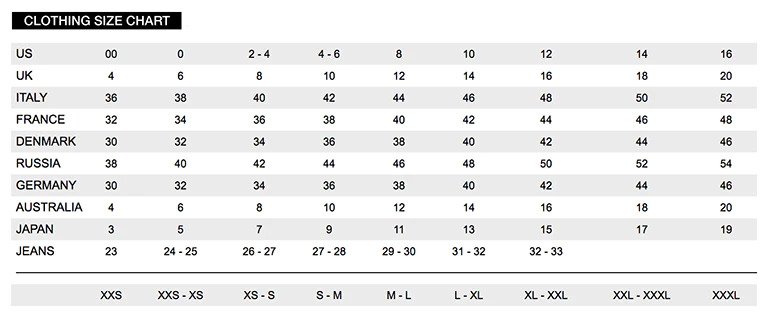 CLOTHING SIZE CHART
US 00 0 2 - 4 4 - 6 8 10 12 14 16
UK 4 6 8 10 12 14 16 18 20
ITALY 36 38 40 42 44 46 48 50 52
FRANCE 32 34 36 38 40 42 44 46 48
DENMARK 30 32 34 36 38 40 42 44 46
RUSSIA 38 40 42 44 46 48 50 52 54
GERMANY 30 32 34 36 38 40 42 44 46
AUSTRALIA 4 6 8 10 12 14 16 18 20
JAPAN 3 5 7 9 11 13 15 17 19
JEANS 23 24 - 25 26 - 27 27 - 28 29 - 30 31 - 32 32 - 33
XXS XXS - XS XS - S S - M M - L L - XL XL - XXL XXL - XXXL XXXL